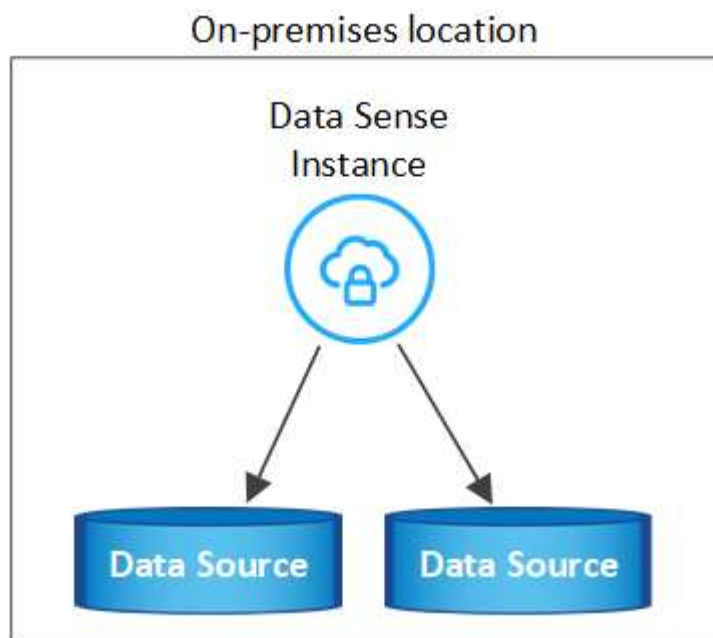 On-premises location
Data Sense
Instance
Data Source
Data Source